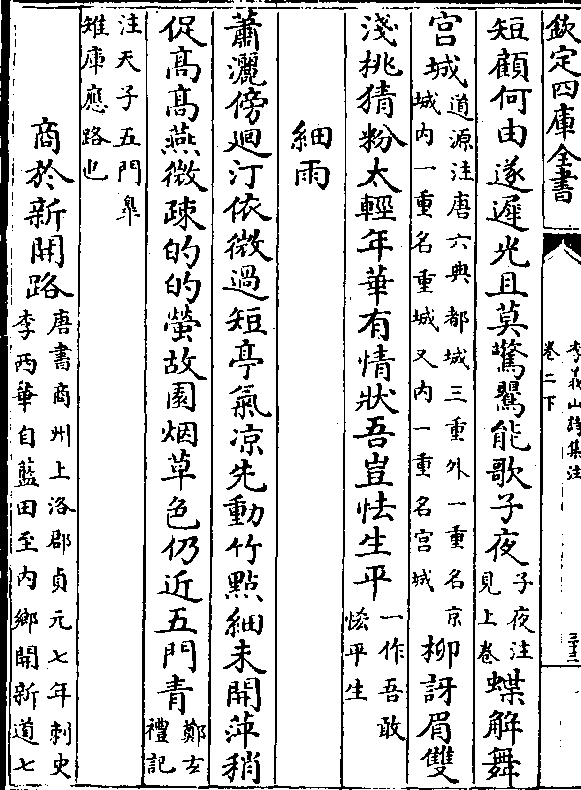 欽定四庫全書
李義山詩集注
卷二下
三十二
短顧何由遂遲光且莫驚鶯能歌子夜子夜注見上卷蝶解舞
宮城道源注唐六典都城三重外一重名京城内一重名重城又内一重名宮城柳訝眉雙
淺桃猜粉太輕年華有情狀吾豈怯生平一作吾敢悋平生
細雨
蕭灑傍廻汀依微過短亭氣凉先動竹點細未開萍稍
促高高燕微疎的的螢故園烟草色仍近五門青鄭玄禮記
注天子五門臯雉庫應路也
商於新開路唐書商州上洛郡貞元七年刺史李西華自藍田至内鄉開新道七